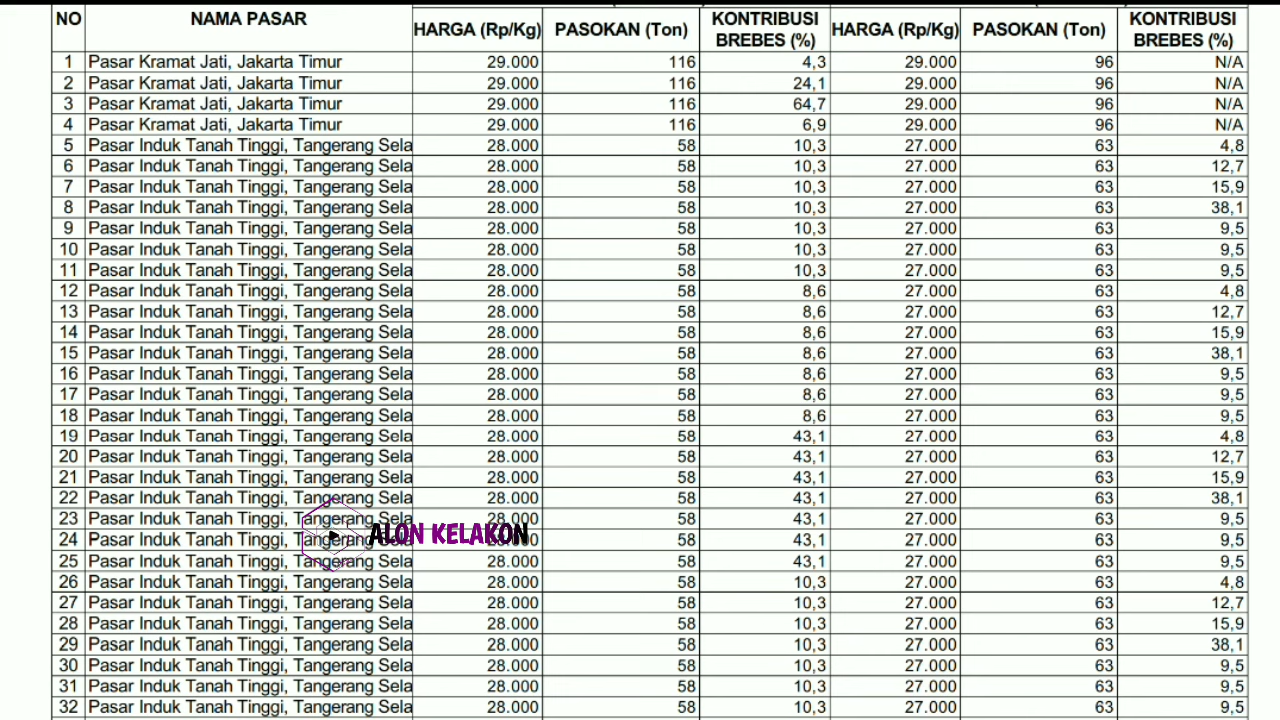 NO NAMA PASAR HARGA (Rp/Kg) PASOKAN (Ton) KONTRIBUSI BREBES (%) HARGA (Rp/Kg) PASOKAN (Ton) KONTRIBUSI BREBES (%)
1 Pasar Kramat Jati, Jakarta Timur 29.000 116 4,3 29.000 96 N/A
2 Pasar Kramat Jati, Jakarta Timur 29.000 116 24,1 29.000 96 N/A
3 Pasar Kramat Jati, Jakarta Timur 29.000 116 64,7 29.000 96 N/A
4 Pasar Kramat Jati, Jakarta Timur 29.000 116 6,9 29.000 96 N/A
5 Pasar Induk Tanah Tinggi, Tangerang Sela 28.000 58 10,3 27.000 63 4,8
6 Pasar Induk Tanah Tinggi, Tangerang Sela 28.000 58 10,3 27.000 63 12,7
7 Pasar Induk Tanah Tinggi, Tangerang Sela 28.000 58 10,3 27.000 63 15,9
8 Pasar Induk Tanah Tinggi, Tangerang Sela 28.000 58 10,3 27.000 63 38,1
9 Pasar Induk Tanah Tinggi, Tangerang Sela 28.000 58 10,3 27.000 63 9,5
10 Pasar Induk Tanah Tinggi, Tangerang Sela 28.000 58 10,3 27.000 63 9,5
11 Pasar Induk Tanah Tinggi, Tangerang Sela 28.000 58 10,3 27.000 63 9,5
12 Pasar Induk Tanah Tinggi, Tangerang Sela 28.000 58 8,6 27.000 63 4,8
13 Pasar Induk Tanah Tinggi, Tangerang Sela 28.000 58 8,6 27.000 63 12,7
14 Pasar Induk Tanah Tinggi, Tangerang Sela 28.000 58 8,6 27.000 63 15,9
15 Pasar Induk Tanah Tinggi, Tangerang Sela 28.000 58 8,6 27.000 63 38,1
16 Pasar Induk Tanah Tinggi, Tangerang Sela 28.000 58 8,6 27.000 63 9,5
17 Pasar Induk Tanah Tinggi, Tangerang Sela 28.000 58 8,6 27.000 63 9,5
18 Pasar Induk Tanah Tinggi, Tangerang Sela 28.000 58 8,6 27.000 63 9,5
19 Pasar Induk Tanah Tinggi, Tangerang Sela 28.000 58 43,1 27.000 63 4,8
20 Pasar Induk Tanah Tinggi, Tangerang Sela 28.000 58 43,1 27.000 63 12,7
21 Pasar Induk Tanah Tinggi, Tangerang Sela 28.000 58 43,1 27.000 63 15,9
22 Pasar Induk Tanah Tinggi, Tangerang Sela 28.000 58 43,1 27.000 63 38,1
23 Pasar Induk Tanah Tinggi, Tangerang Sela 28.000 58 43,1 27.000 63 9,5
24 Pasar Induk Tanah Tinggi, Tangerang 58 43,1 27.000 63 9,5
ALON KELAKON
25 Pasar Induk Tanah Tinggi, Tangerang Sela 28.000 58 43,1 27.000 63 9,5
26 Pasar Induk Tanah Tinggi, Tangerang Sela 28.000 58 10,3 27.000 63 4,8
27 Pasar Induk Tanah Tinggi, Tangerang Sela 28.000 58 10,3 27.000 63 12,7
28 Pasar Induk Tanah Tinggi, Tangerang Sela 28.000 58 10,3 27.000 63 15,9
29 Pasar Induk Tanah Tinggi, Tangerang Sela 28.000 58 10,3 27.000 63 38,1
30 Pasar Induk Tanah Tinggi, Tangerang Sela 28.000 58 10,3 27.000 63 9,5
31 Pasar Induk Tanah Tinggi, Tangerang Sela 28.000 58 10,3 27.000 63 9,5
32 Pasar Induk Tanah Tinggi, Tangerang Sela 28.000 58 10,3 27.000 63 9,5